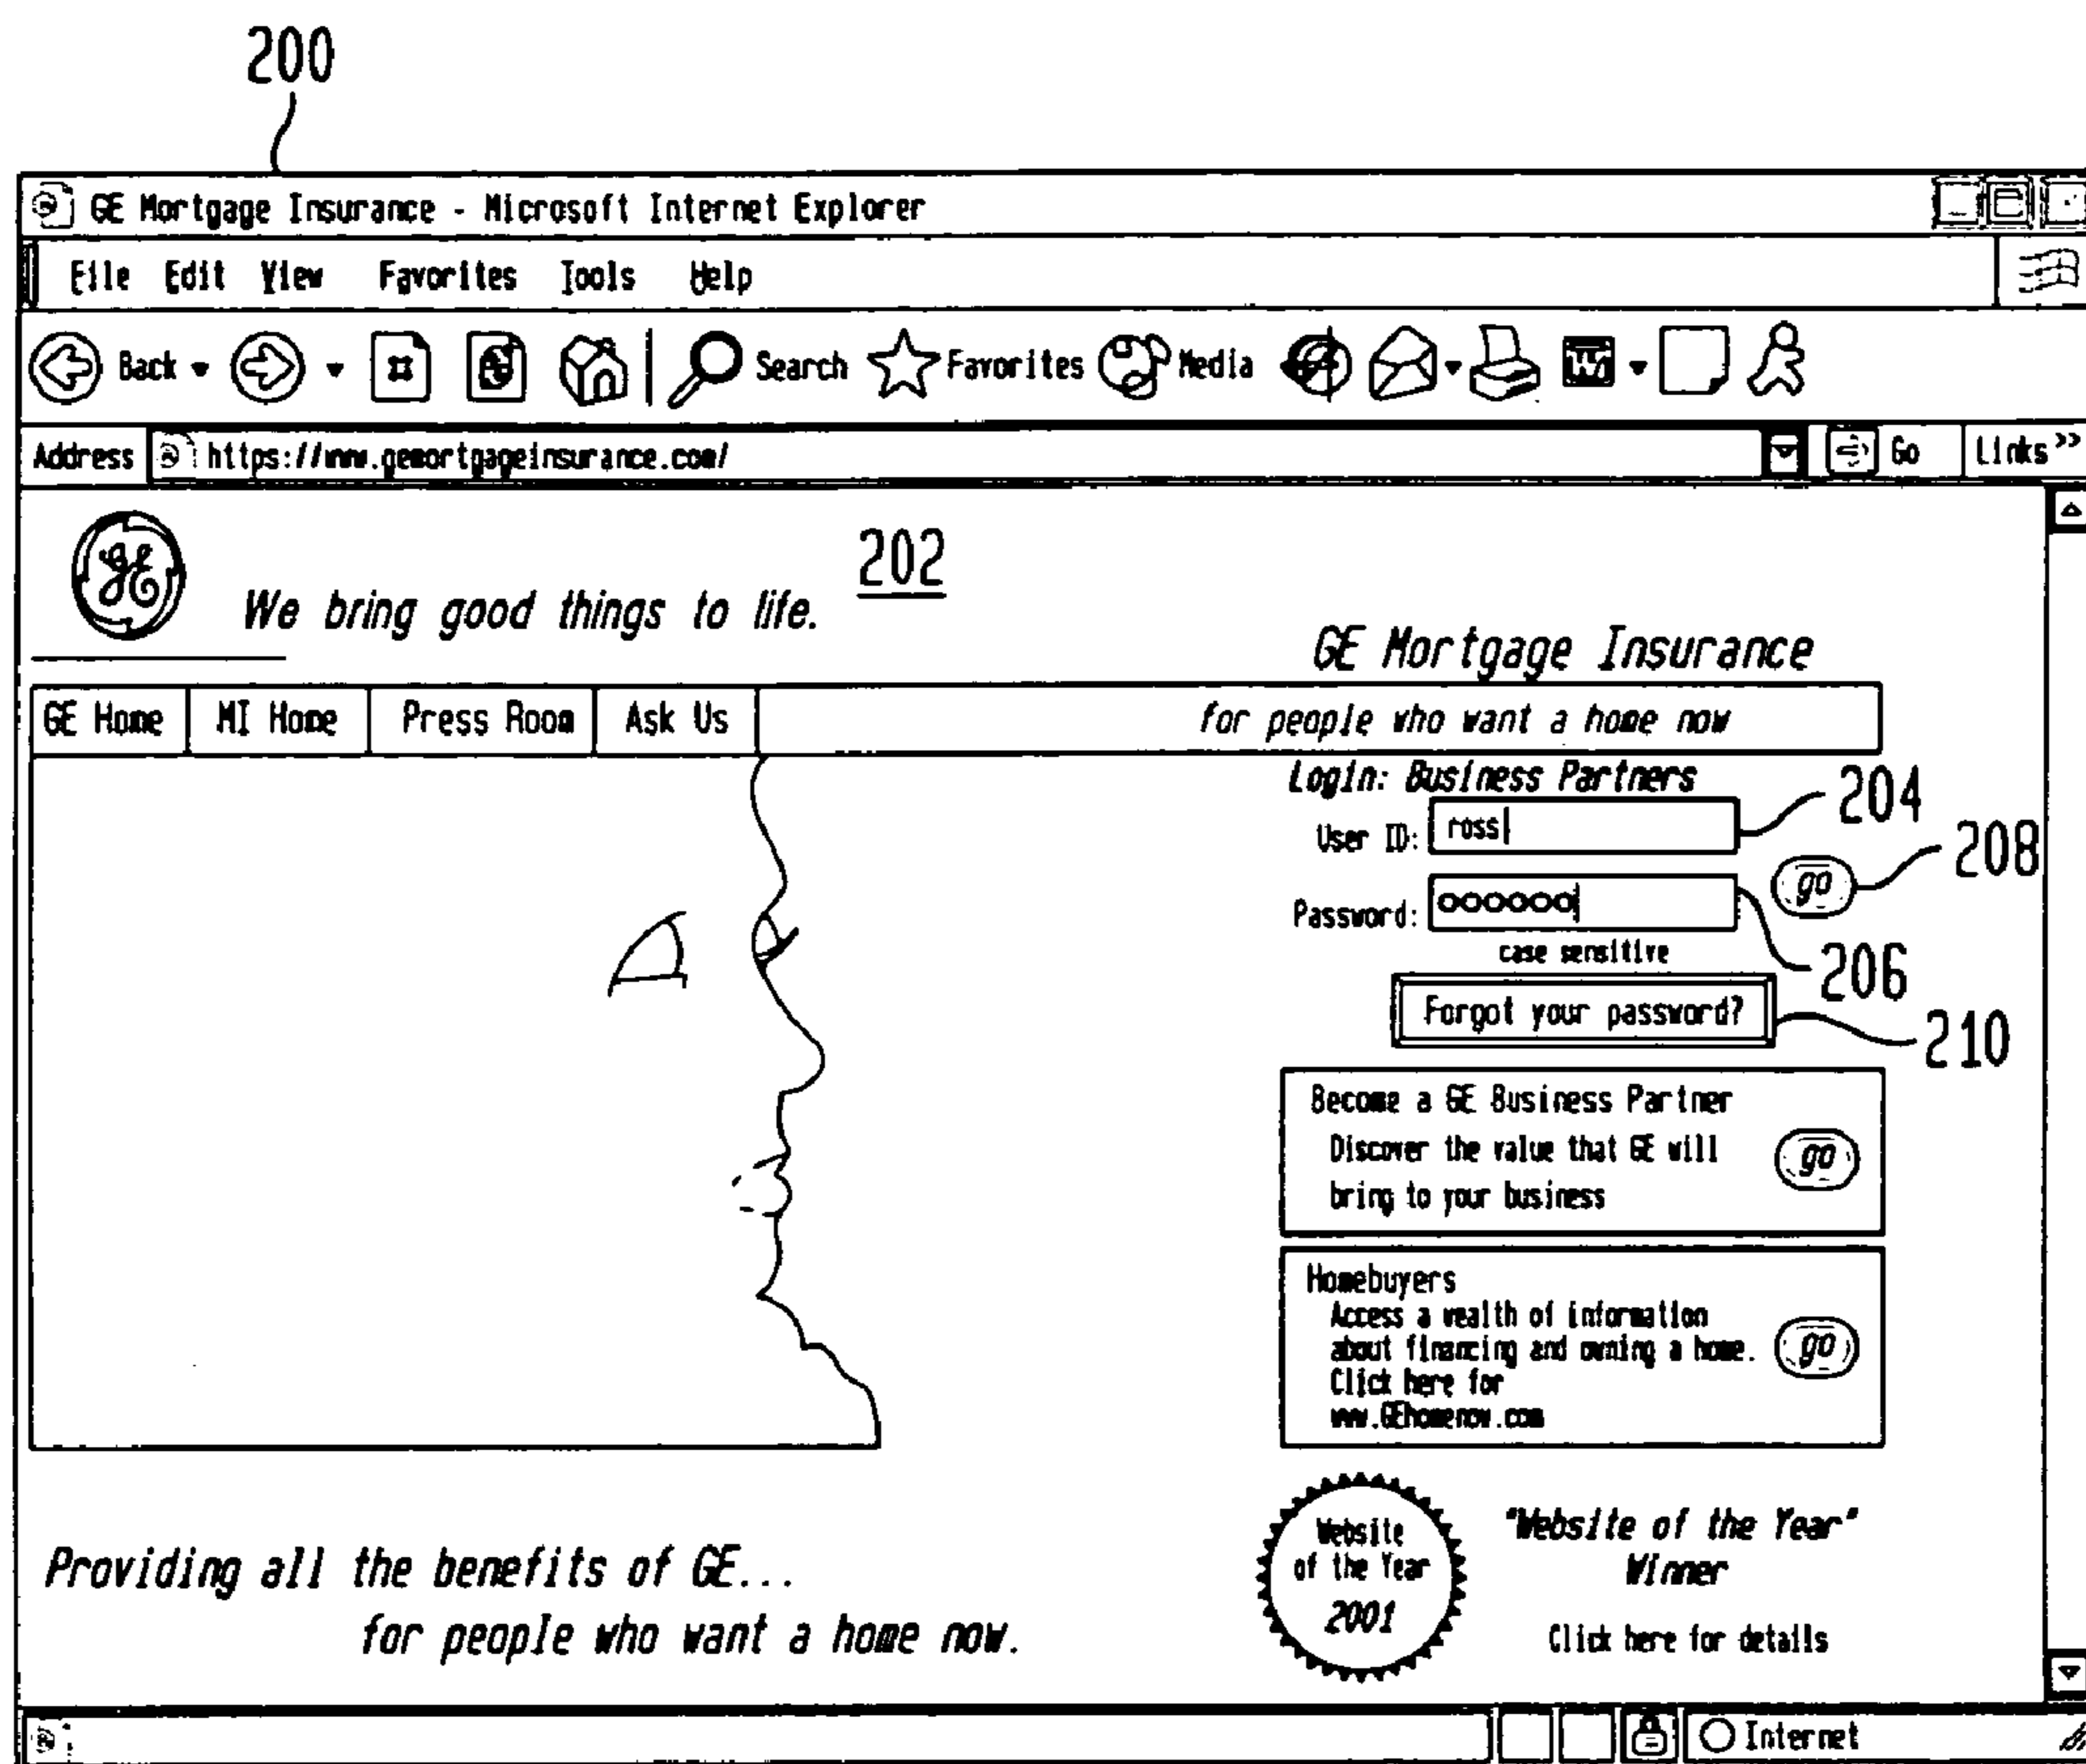 200
GE Mortgage Insurance - Microsoft Internet Explorer
File Edit View Favorites Tools Help
Back Search Favorites Media W
Address https://www.gemortgageinsurance.com/ Go Links »
GE We bring good things to life. 202
GE Mortgage Insurance
GE Home MI Home Press Room Ask Us for people who want a home now
Login: Business Partners
User ID: ross 204
go 208
Password: oooooo 206
case sensitive
Forgot your password? 210
Become a GE Business Partner
Discover the value that GE will
bring to your business
go
Homebuyers
Access a wealth of information
about financing and owning a home.
Click here for
www.GEhomenow.com
go
Website
of the Year
2001
"Website of the Year"
Winner
Click here for details
Providing all the benefits of GE...
for people who want a home now.
Internet